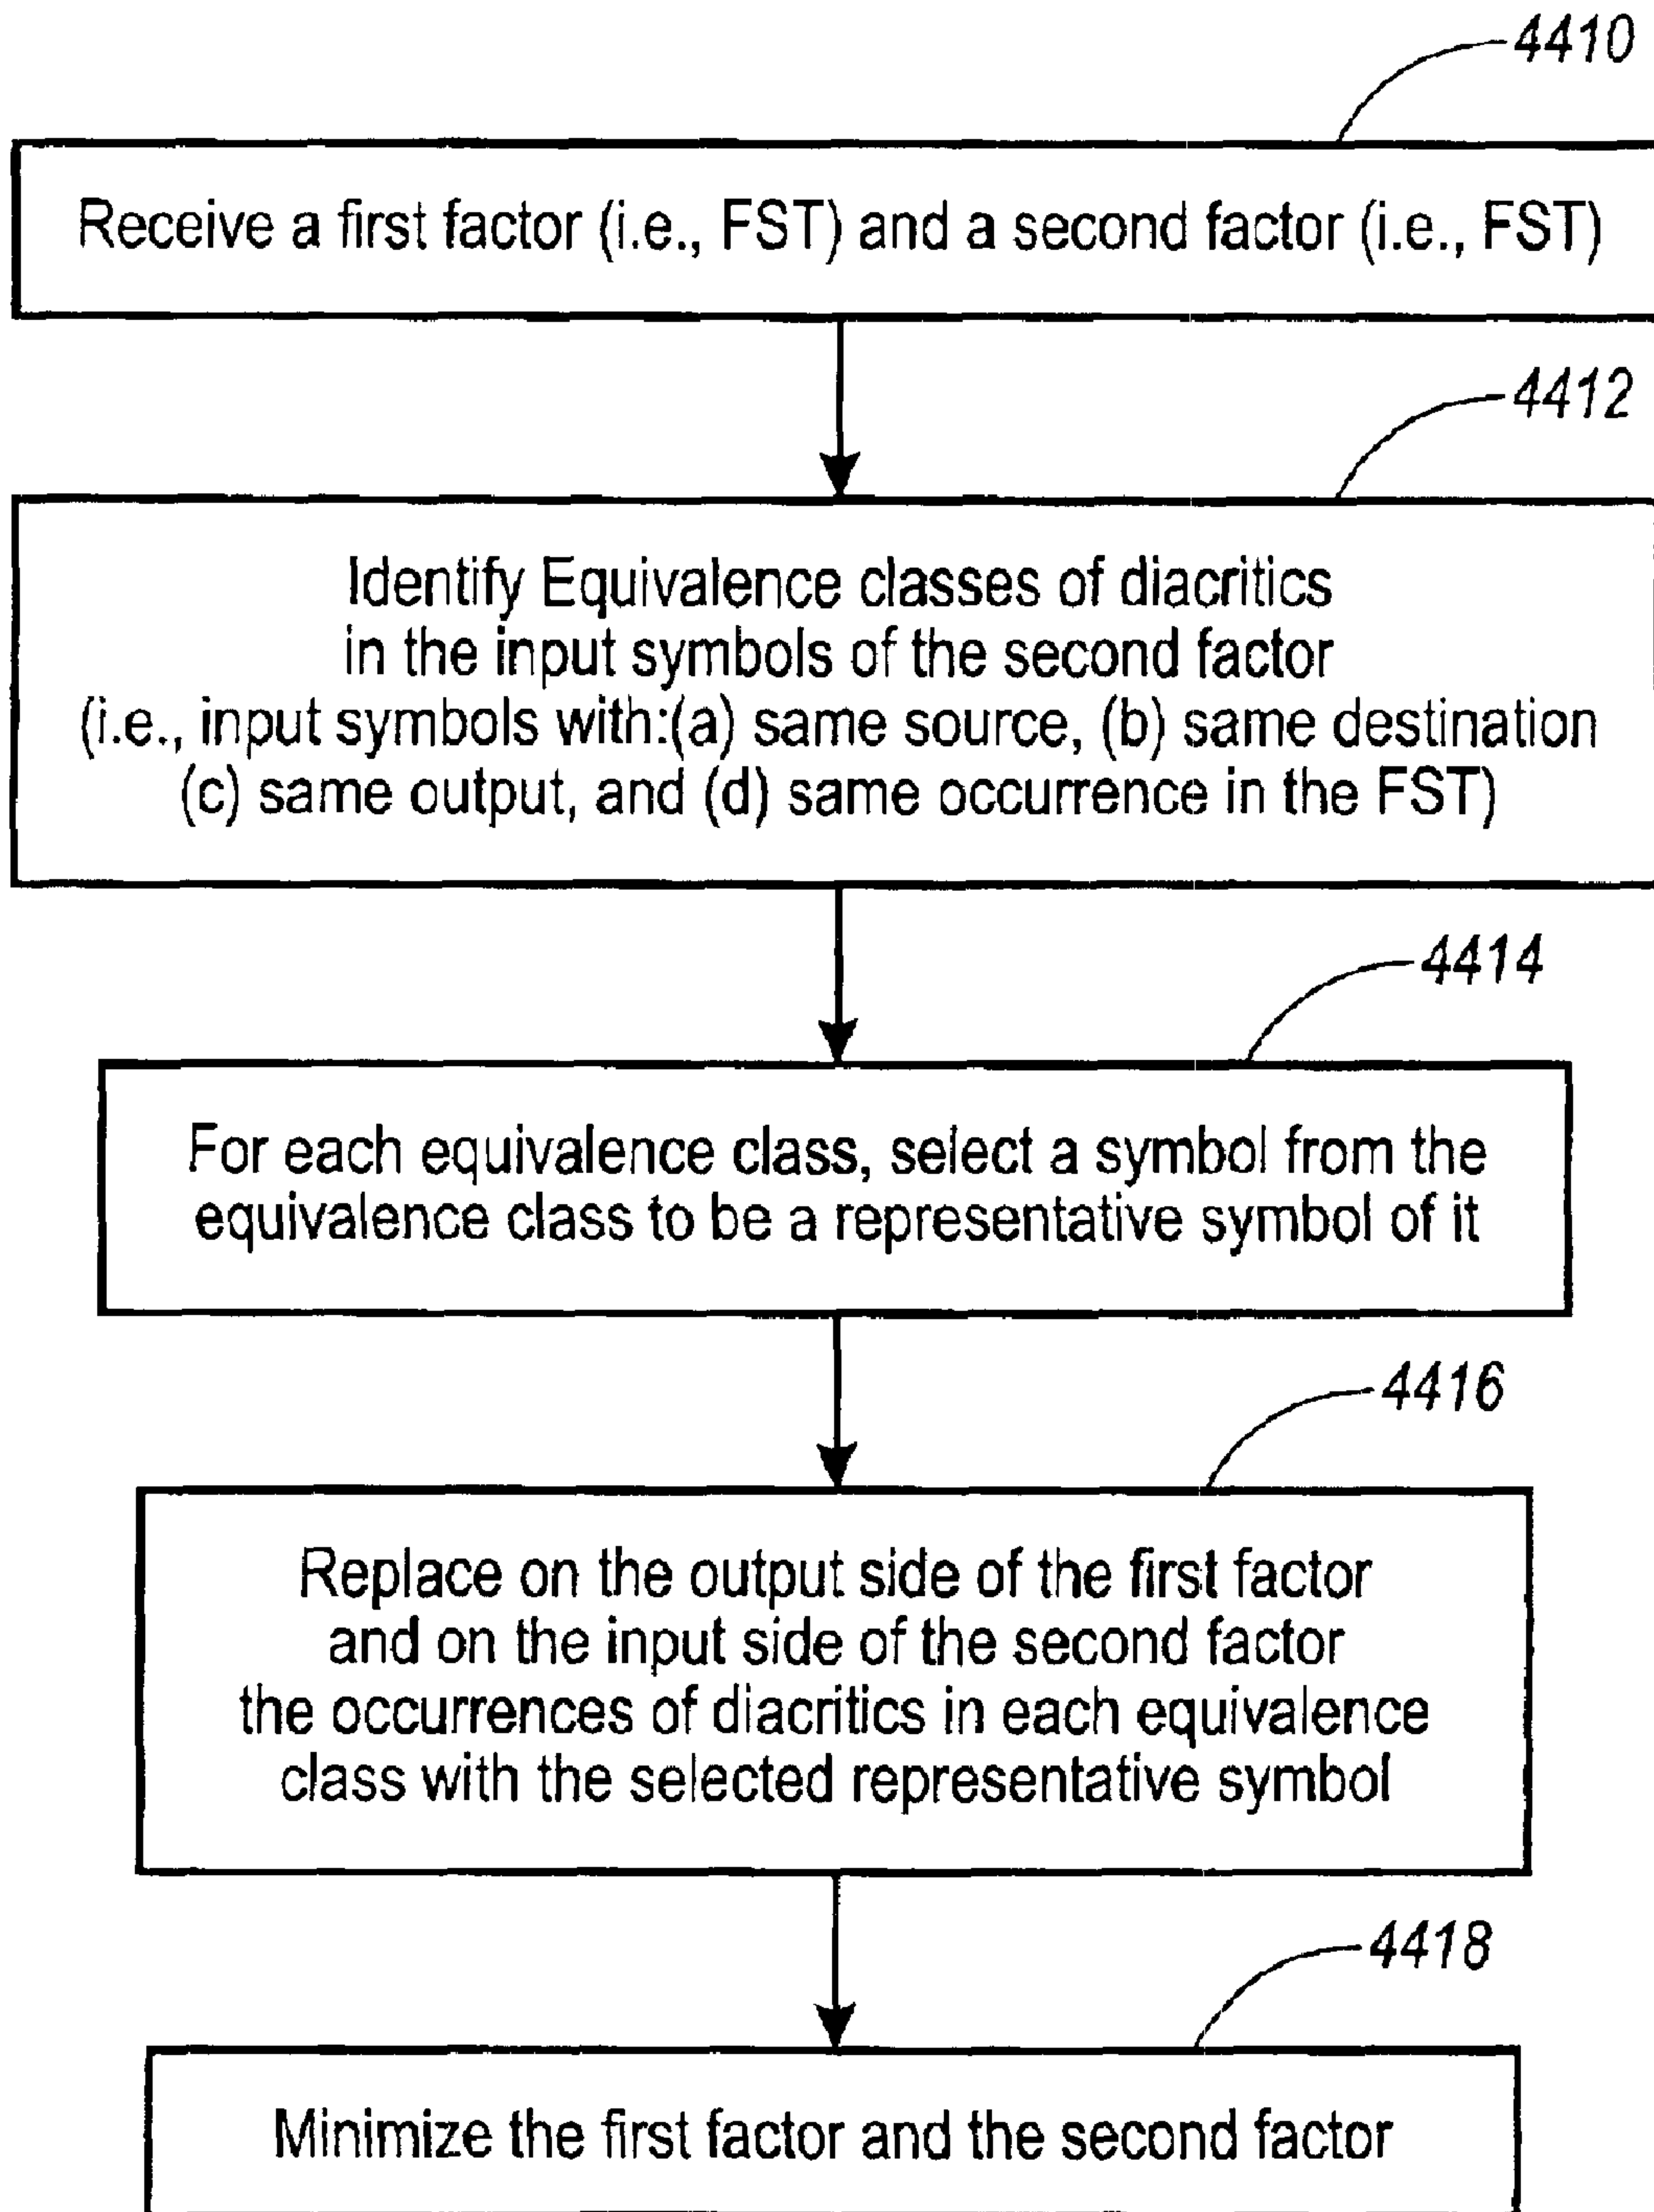 4410
Receive a first factor (i.e., FST) and a second factor (i.e., FST)
4412
Identify Equivalence classes of diacritics
in the input symbols of the second factor
(i.e., input symbols with:(a) same source, (b) same destination
(c) same output, and (d) same occurrence in the FST)
4414
For each equivalence class, select a symbol from the
equivalence class to be a representative symbol of it
4416
Replace on the output side of the first factor
and on the input side of the second factor
the occurrences of diacritics in each equivalence
class with the selected representative symbol
4418
Minimize the first factor and the second factor